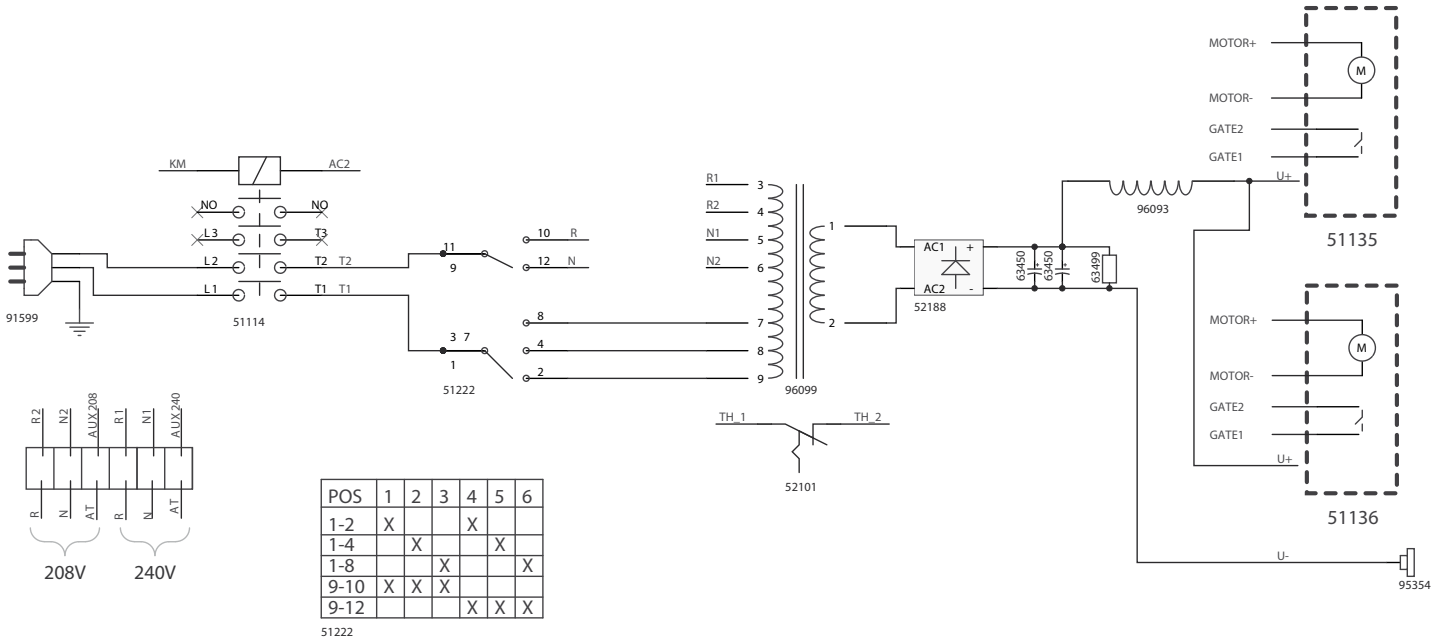 MOTOR+
M
MOTOR-
GATE2
GATE1
U+
51135
KM
AC2
NO
NO
L3
T3
L2
T2
T2
L1
T1
T1
51114
91599
11
9
10
R
12
N
3 7
1
51222
8
4
2
R1
3
R2
4
N1
5
N2
6
7
8
9
96099
1
2
AC1
+
AC2
-
52188
63450
63450
63499
+
+
96093
MOTOR+
M
MOTOR-
GATE2
GATE1
U+
51136
U-
95354
TH_1
TH_2
52101
R2
N2
AUX208
R1
N1
AUX240
R
N
AT
R
N
AT
208V
240V
POS 1 2 3 4 5 6
1-2 X X
1-4 X X
1-8 X X
9-10 X X X
9-12 X X X
51222